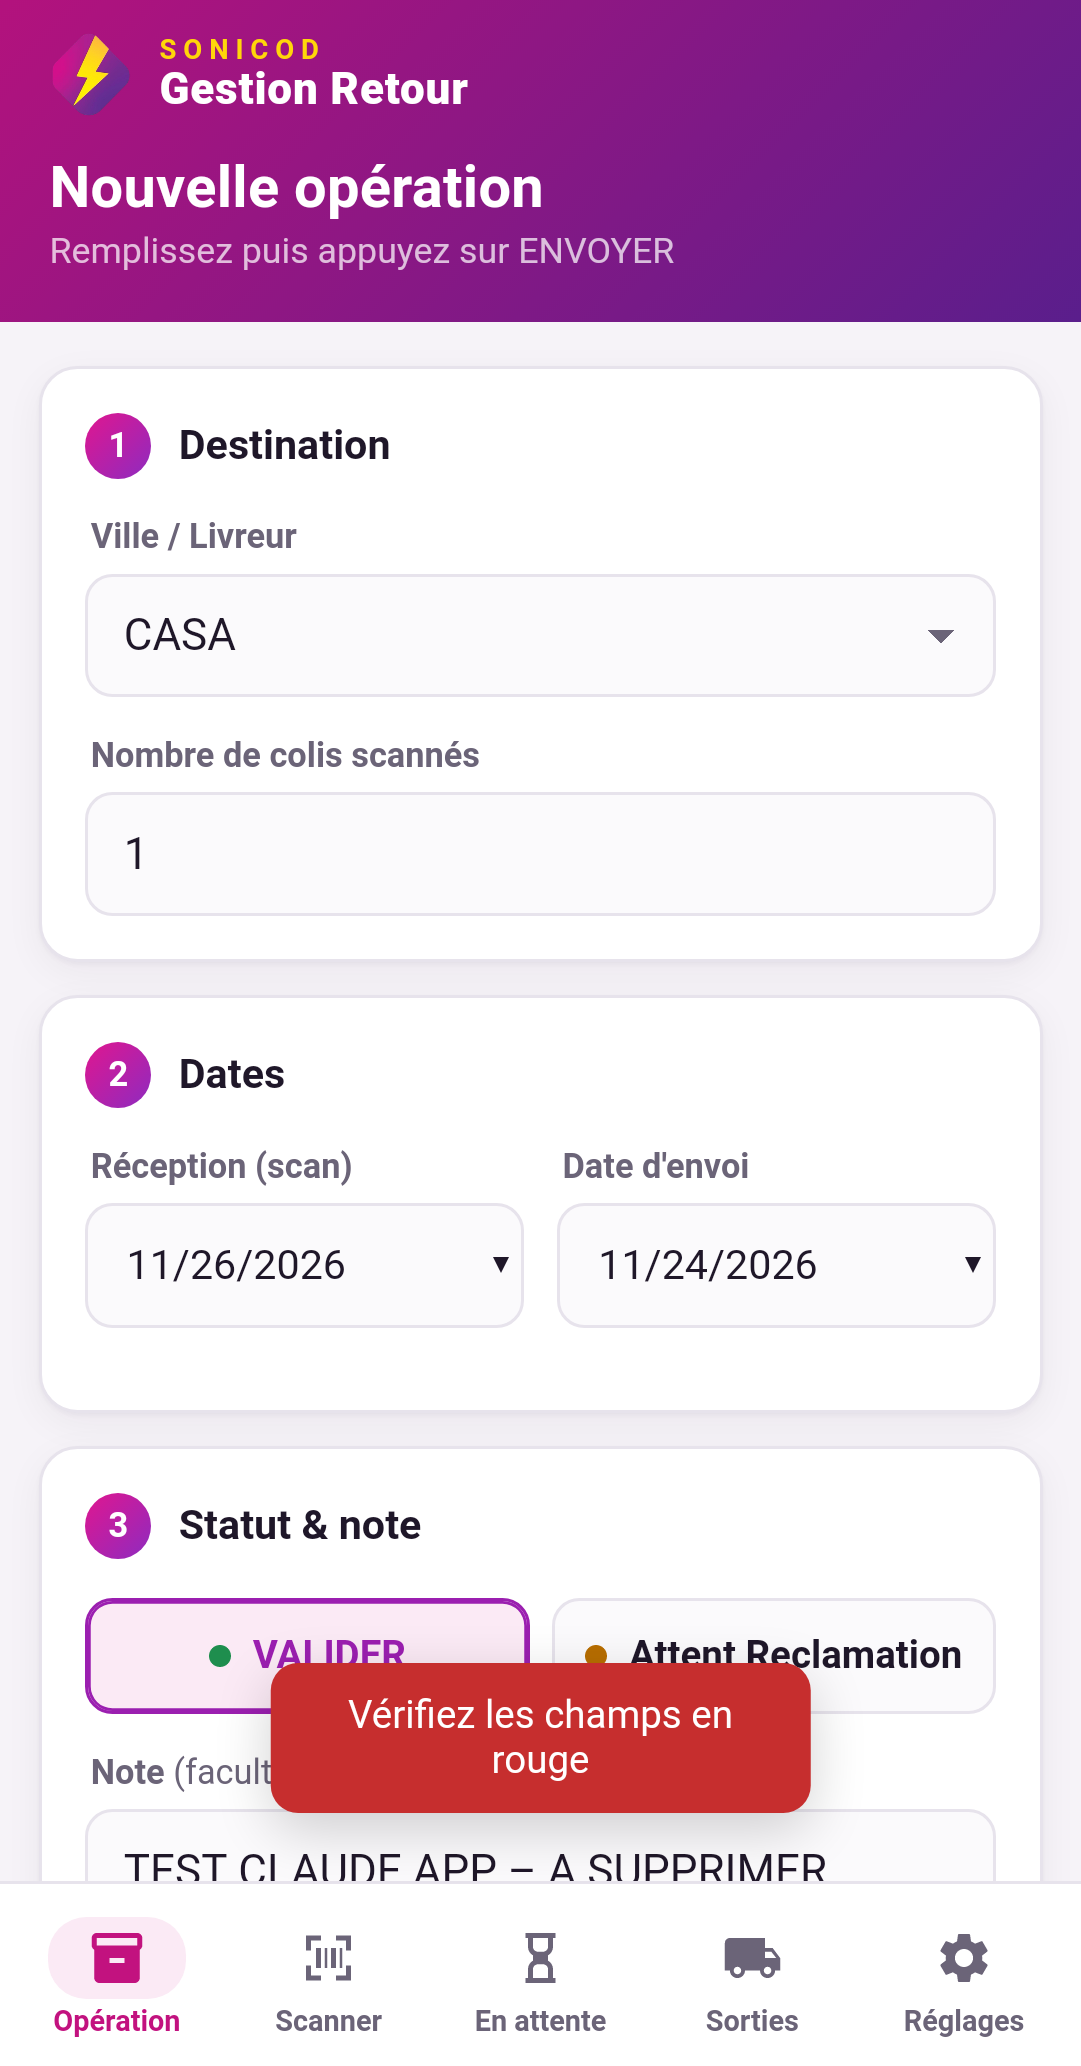 SONICOD
Gestion Retour
Nouvelle opération
Remplissez puis appuyez sur ENVOYER
1 Destination
Ville / Livreur
CASA
Nombre de colis scannés
1
2 Dates
Réception (scan) Date d'envoi
11/26/2026 11/24/2026
3 Statut & note
VALIDER Attent Reclamation
Vérifiez les champs en
rouge
Note (facult
TEST CLAUDE APP – A SUPPRIMER
Opération Scanner En attente Sorties Réglages